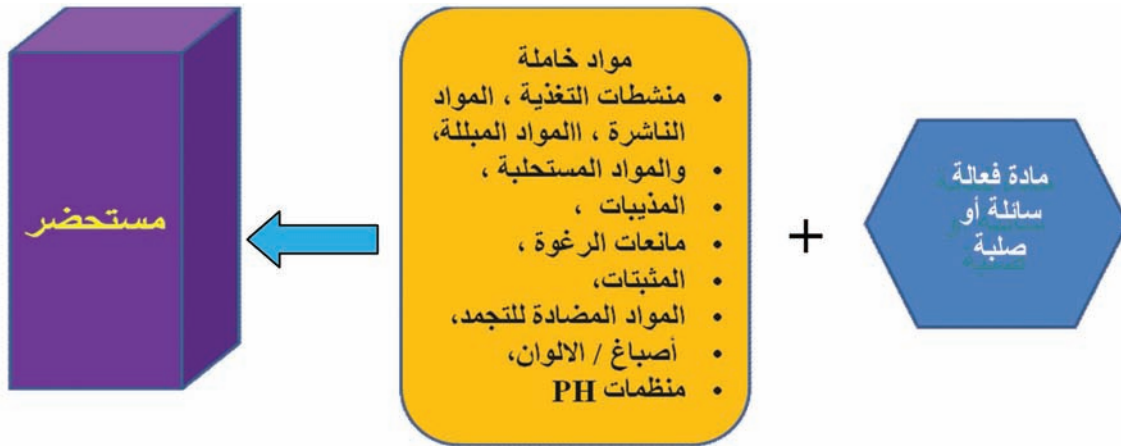 مادة فعالة
سائلة أو
صلبة
+
مواد خاملة
• منشطات التغذية ، المواد
الناشرة ، االمواد المبللة،
• والمواد المستحلبة ،
• المذيبات ،
• مانعات الرغوة ،
• المثبتات،
• المواد المضادة للتجمد،
• أصباغ / الالوان،
• منظمات PH
مستحضر